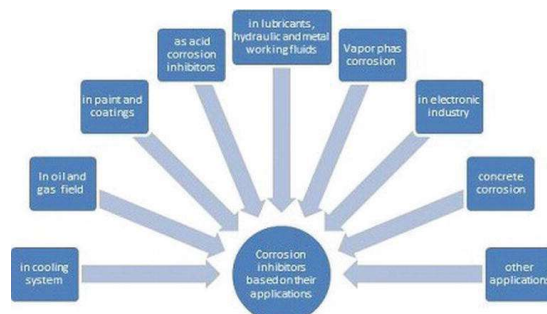 in lubricants,
hydraulic and metal
working fluids
as acid
corrosion
inhibitors
Vapor phas
corrosion
in paint and
coatings
in electronic
industry
In oil and
gas field
concrete
corrosion
in cooling
system
Corrosion
inhibitors
based on their
applications
other
applications